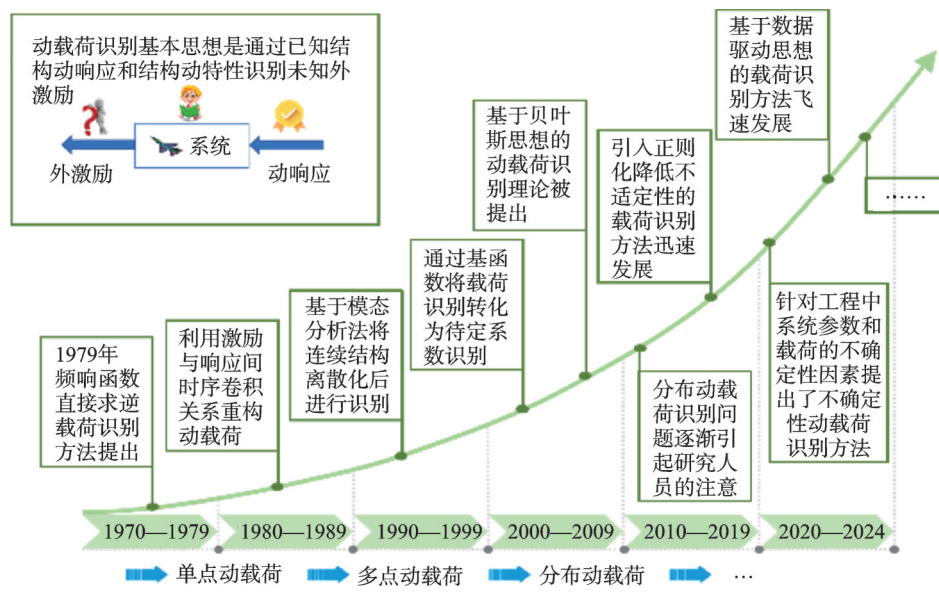 动载荷识别基本思想是通过已知结
构动响应和结构动特性识别未知外
激励
系统
外激励
动响应
1979年
频响函数
直接求逆
载荷识别
方法提出
利用激励
与响应间
时序卷积
关系重构
动载荷
基于模态
分析法将
连续结构
离散化后
进行识别
通过基函
数将载荷
识别转化
为待定系
数识别
基于贝叶
斯思想的
动载荷识
别理论被
提出
分布动载
荷识别问
题逐渐引
起研究人
员的注意
引入正则
化降低不
适定性的
载荷识别
方法迅速
发展
针对工程中
系统参数和
载荷的不确
定性因素提
出了不确定
性动载荷
识别方法
基于数据
驱动思想
的载荷识
别方法飞
速发展
……
1970—1979
1980—1989
1990—1999
2000—2009
2010—2019
2020—2024
单点动载荷
多点动载荷
分布动载荷
…